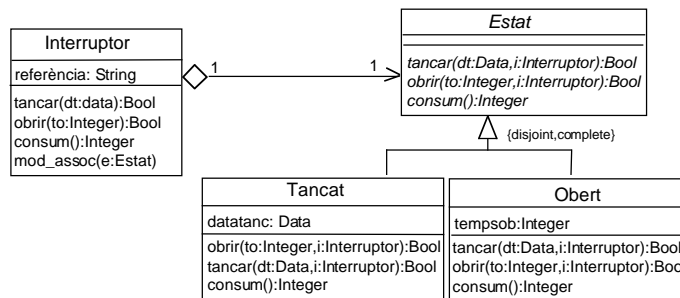 Interruptor
referència: String
tancar(dt:data):Bool
obrir(to:Integer):Bool
consum():Integer
mod_assoc(e:Estat)
1
1
Estat
tancar(dt:Data,i:Interruptor):Bool
obrir(to:Integer,i:Interruptor):Bool
consum():Integer
{disjoint,complete}
Tancat
datatanc: Data
obrir(to:Integer,i:Interruptor):Bool
tancar(dt:Data,i:Interruptor):Bool
consum():Integer
Obert
tempsob:Integer
tancar(dt:Data,i:Interruptor):Bool
obrir(to:Integer,i:Interruptor):Bool
consum():Integer